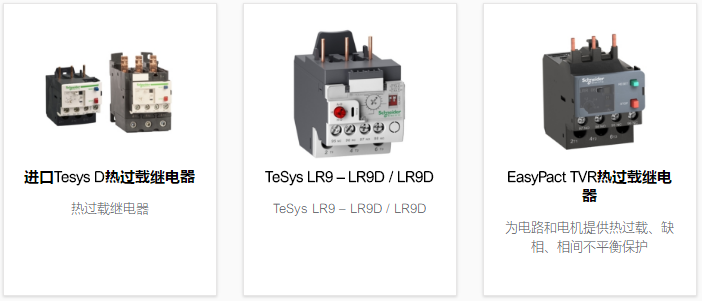 进口Tesys D热过载继电器
热过载继电器
Schneider
TeSys LR9 – LR9D / LR9D
TeSys LR9 – LR9D / LR9D
Schneider
EasyPact TVR热过载继电
器
为电路和电机提供热过载、缺
相、相间不平衡保护